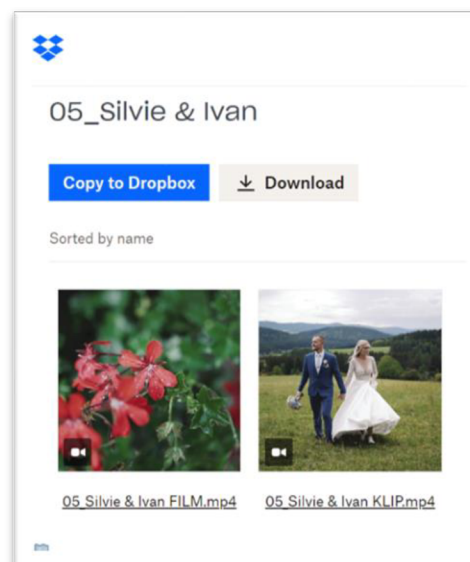 05_Silvie & Ivan
Copy to Dropbox Download
Sorted by name
05_Silvie & Ivan FILM.mp4 05_Silvie & Ivan KLIP.mp4